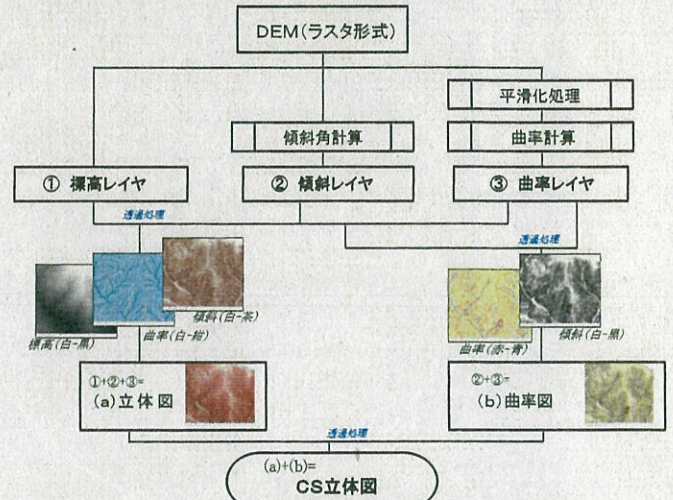 DEM(ラスタ形式)
平滑化処理
傾斜角計算
曲率計算
① 標高レイヤ
② 傾斜レイヤ
③ 曲率レイヤ
透過処理
透過処理
傾斜(白-茶)
標高(白-黒)
曲率(白-紺)
傾斜(白-黒)
曲率(赤-青)
①+②+③=
(a)立体図
②+③=
(b)曲率図
透過処理
(a)+(b)=
CS立体図